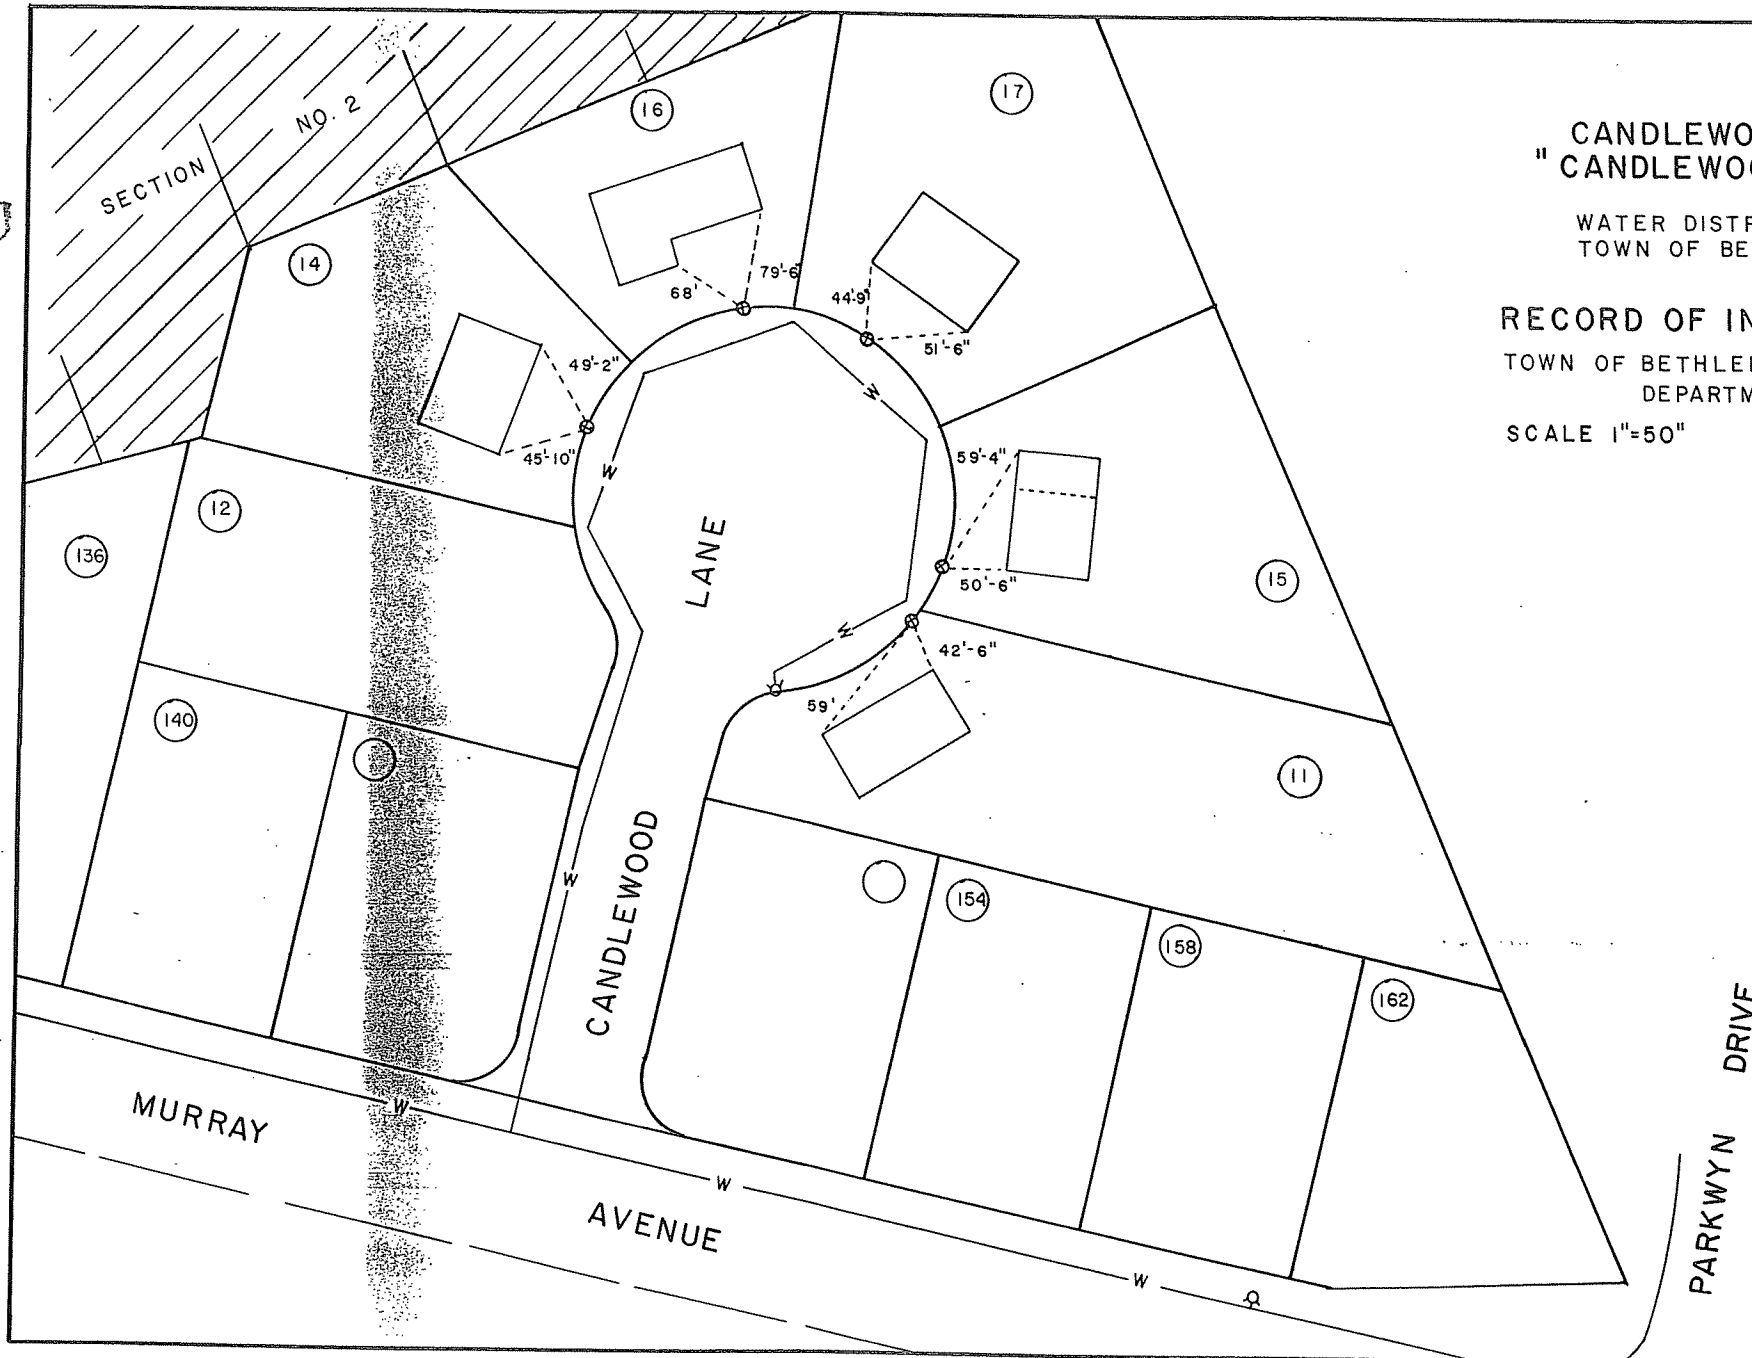 CANDLEWO
"CANDLEWOO
WATER DISTR
TOWN OF BE
RECORD OF IN
TOWN OF BETHLEH
DEPARTM
SCALE 1"=50"
SECTION NO. 2
16
17
14
79'-6"
68'
44'-9"
51'-6"
49'-2"
45'-10"
59'-4"
50'-6"
42'-6"
59'
12
136
15
140
11
154
158
162
W
W
W
W
W
W
W
CANDLEWOOD LANE
MURRAY AVENUE
PARKWYN DRIVE